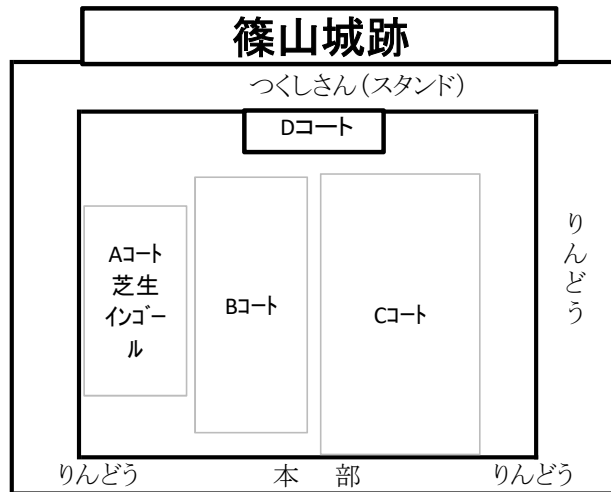 篠山城跡
つくしさん（スタンド）
Dコート
Aコート
芝生
インゴー
ル
Bコート
Cコート
りんどう
りんどう
本　部
りんどう